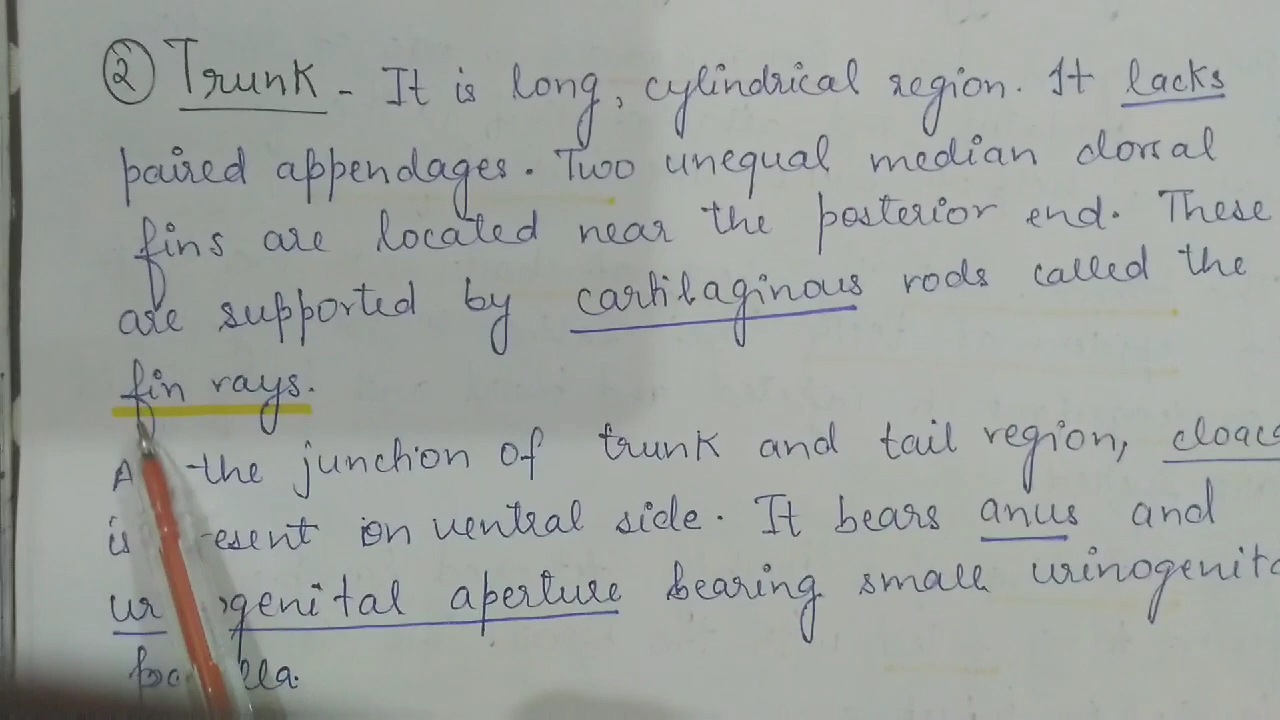 ② Trunk - It is long, cylindrical region. It lacks
paired appendages. Two unequal median dorsal
fins are located near the posterior end. These
are supported by cartilaginous rods called the
fin rays.
the junction of trunk and tail region, cloac
is on ventral side. It bears anus and
genital aperture bearing small urinogenita